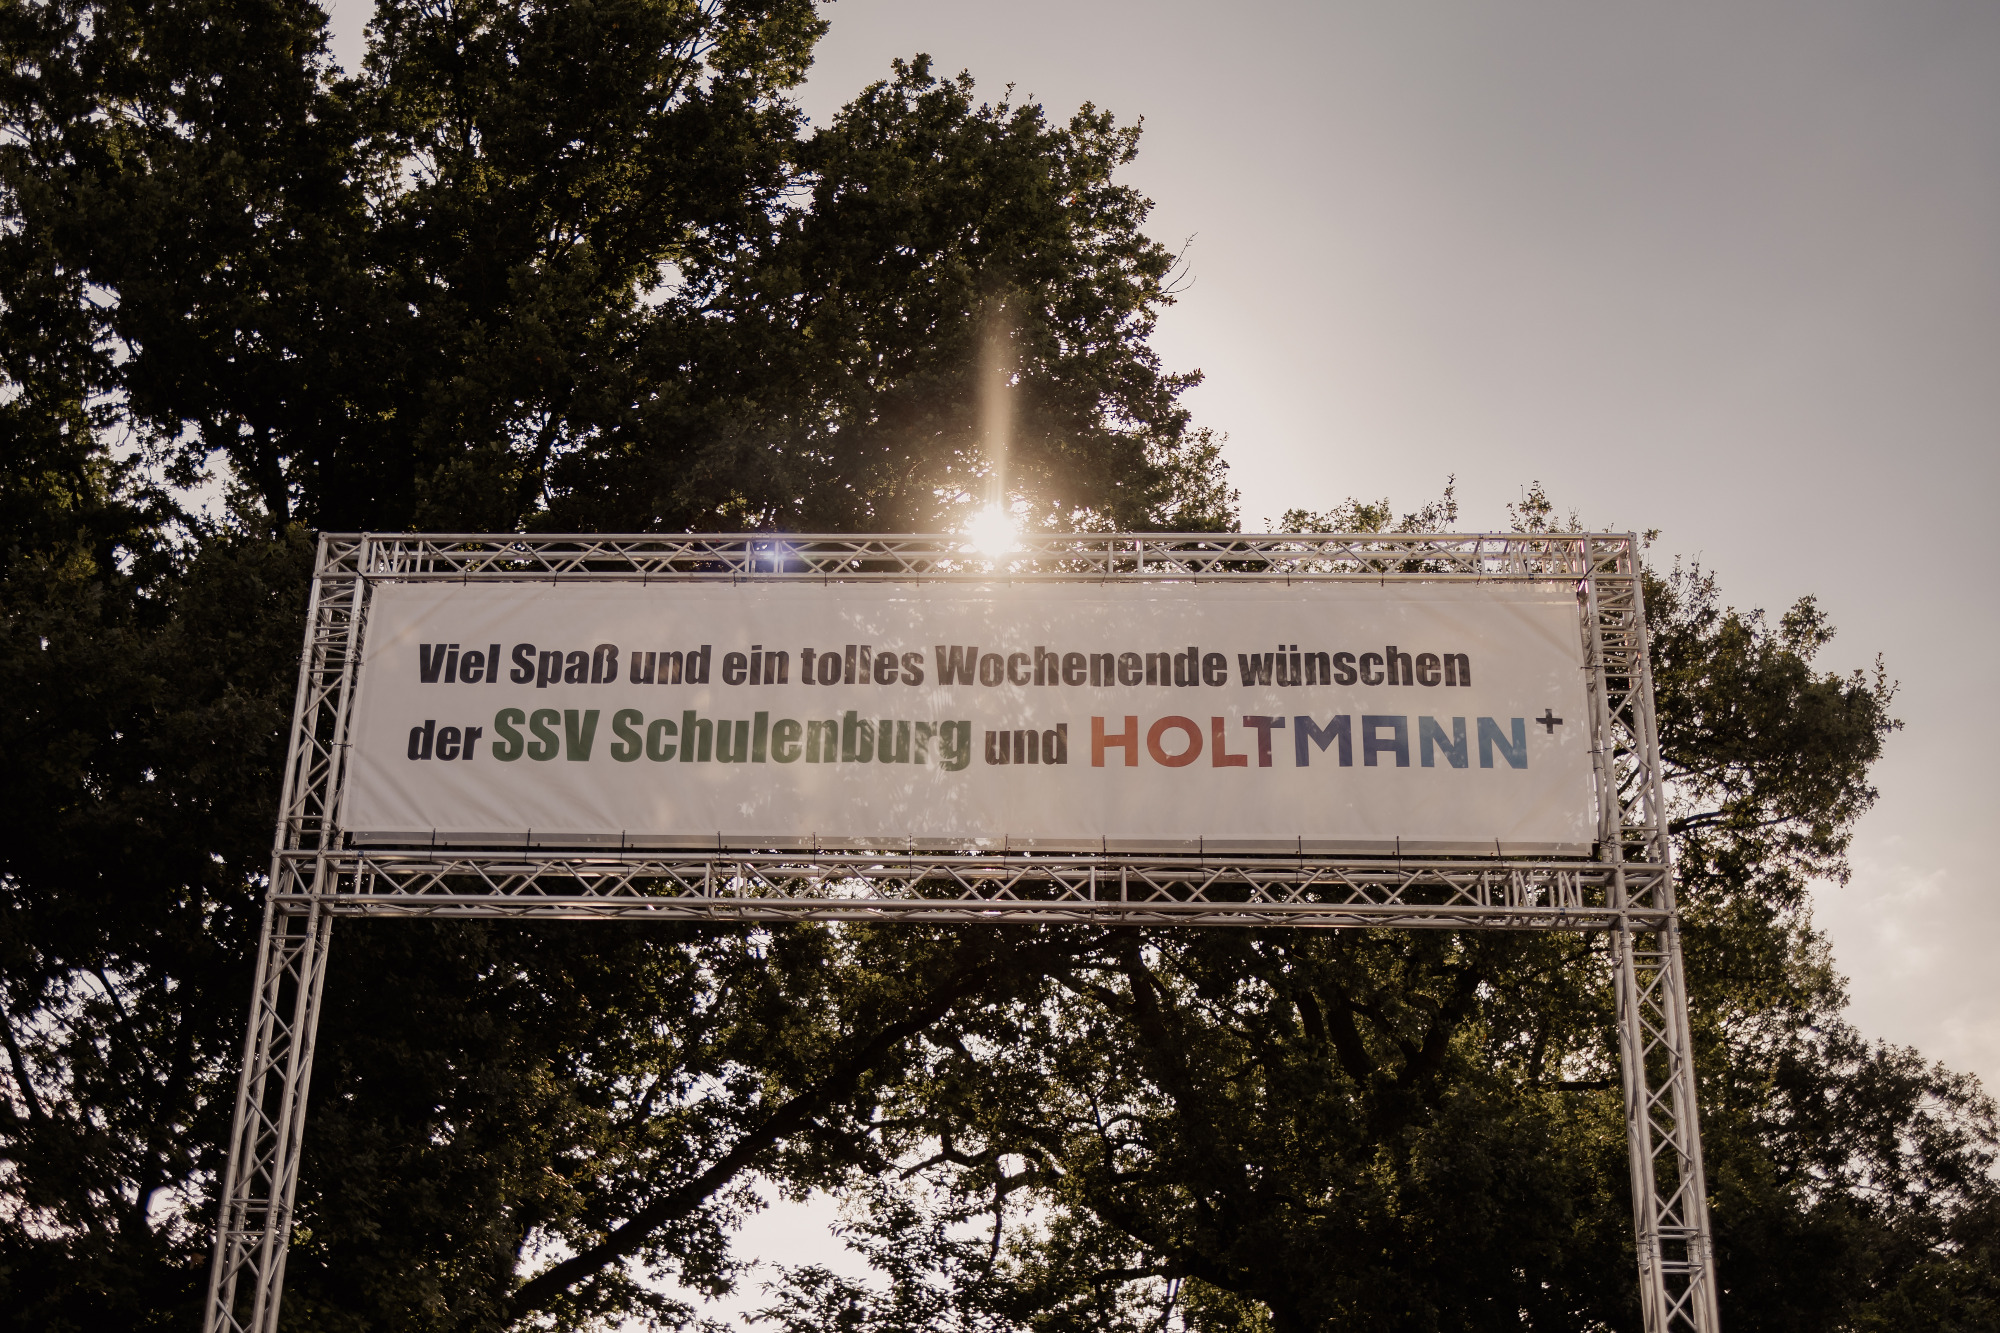 Viel Spaß und ein tolles Wochenende wünschen
der SSV Schulenburg und HOLTMANN+